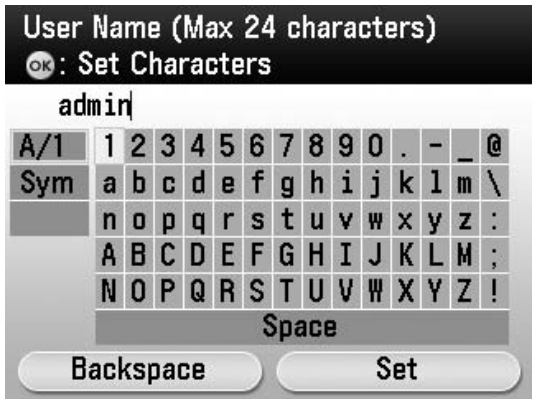 User Name (Max 24 characters)
OK: Set Characters
admin
A/1 1 2 3 4 5 6 7 8 9 0 . - _ @
Sym a b c d e f g h i j k l m \
n o p q r s t u v w x y z :
A B C D E F G H I J K L M ;
N O P Q R S T U V W X Y Z !
Space
Backspace Set